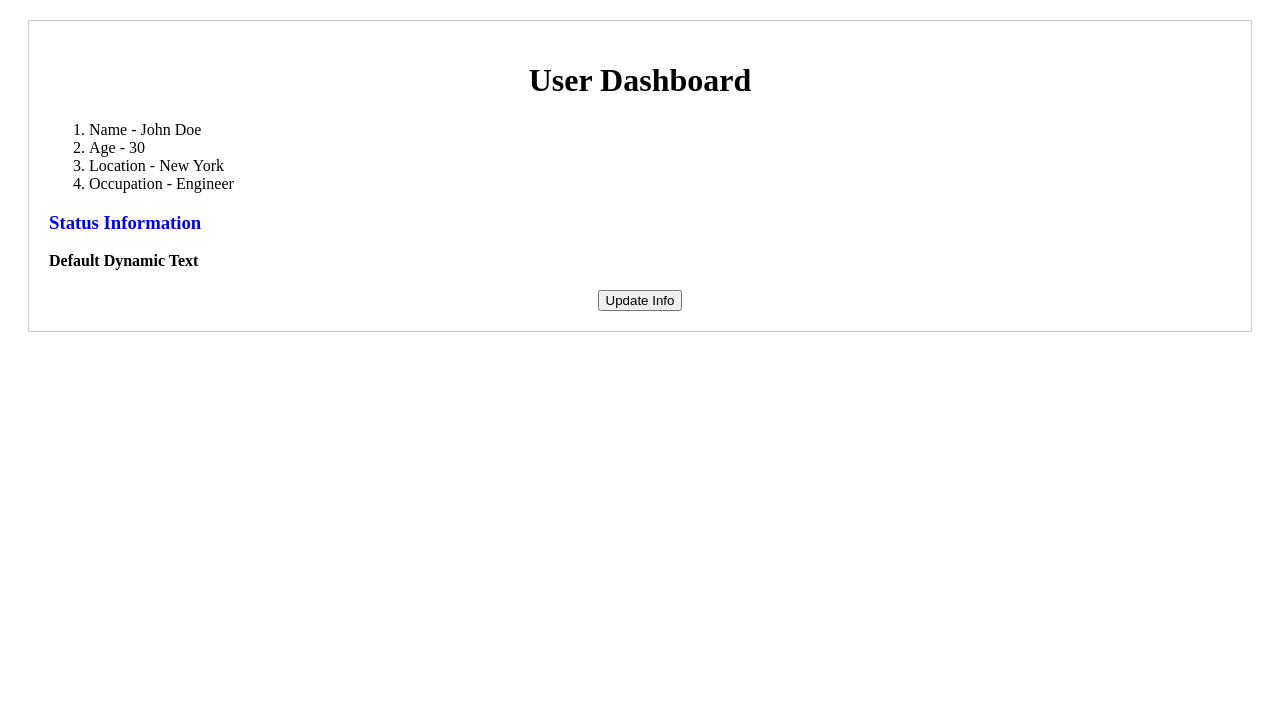 User Dashboard
1. Name - John Doe
2. Age - 30
3. Location - New York
4. Occupation - Engineer
Status Information
Default Dynamic Text
Update Info